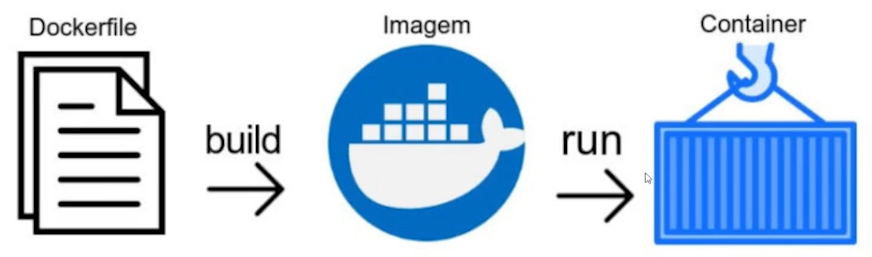 Dockerfile
Imagem
Container
build
run